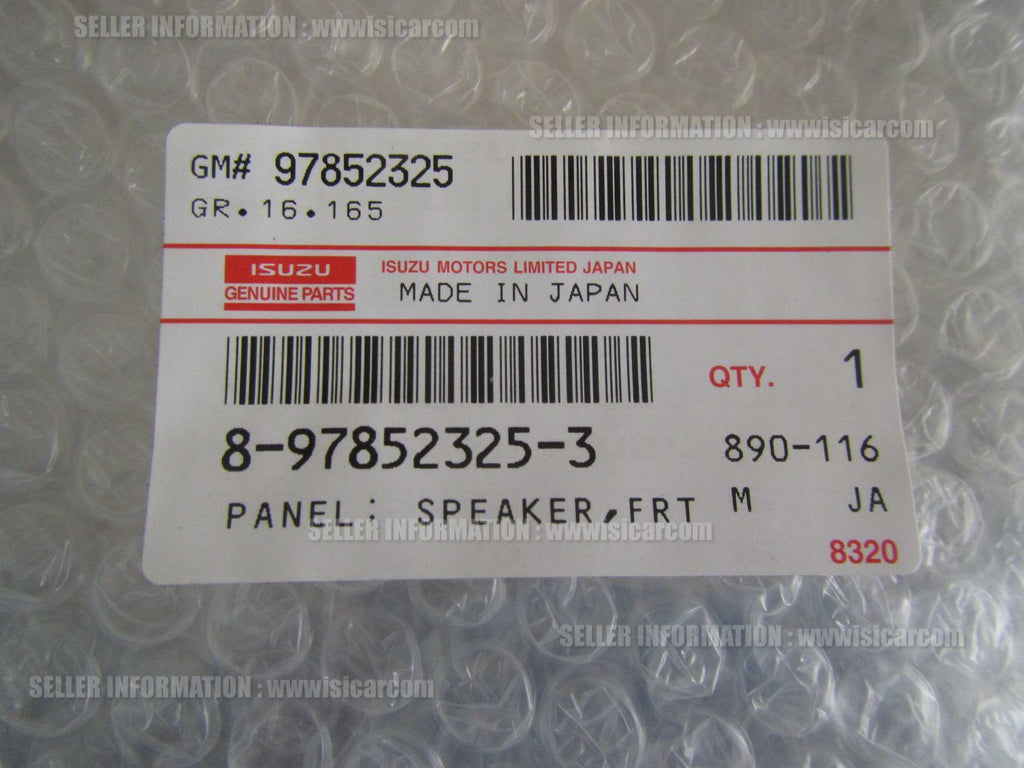 SELLER INFORMATION : wwwisicarcom
SELLER INFORMATION : wwwisicarcom
GM# 97852325
GR.16.165
ISUZU
GENUINE PARTS
ISUZU MOTORS LIMITED JAPAN
MADE IN JAPAN
QTY. 1
8-97852325-3
890-116
PANEL; SPEAKER,FRT M JA
SELLER INFORMATION : wwwisicarcom
8320
SELLER INFORMATION : wwwisicarcom
SELLER INFORMATION : wwwisicarcom